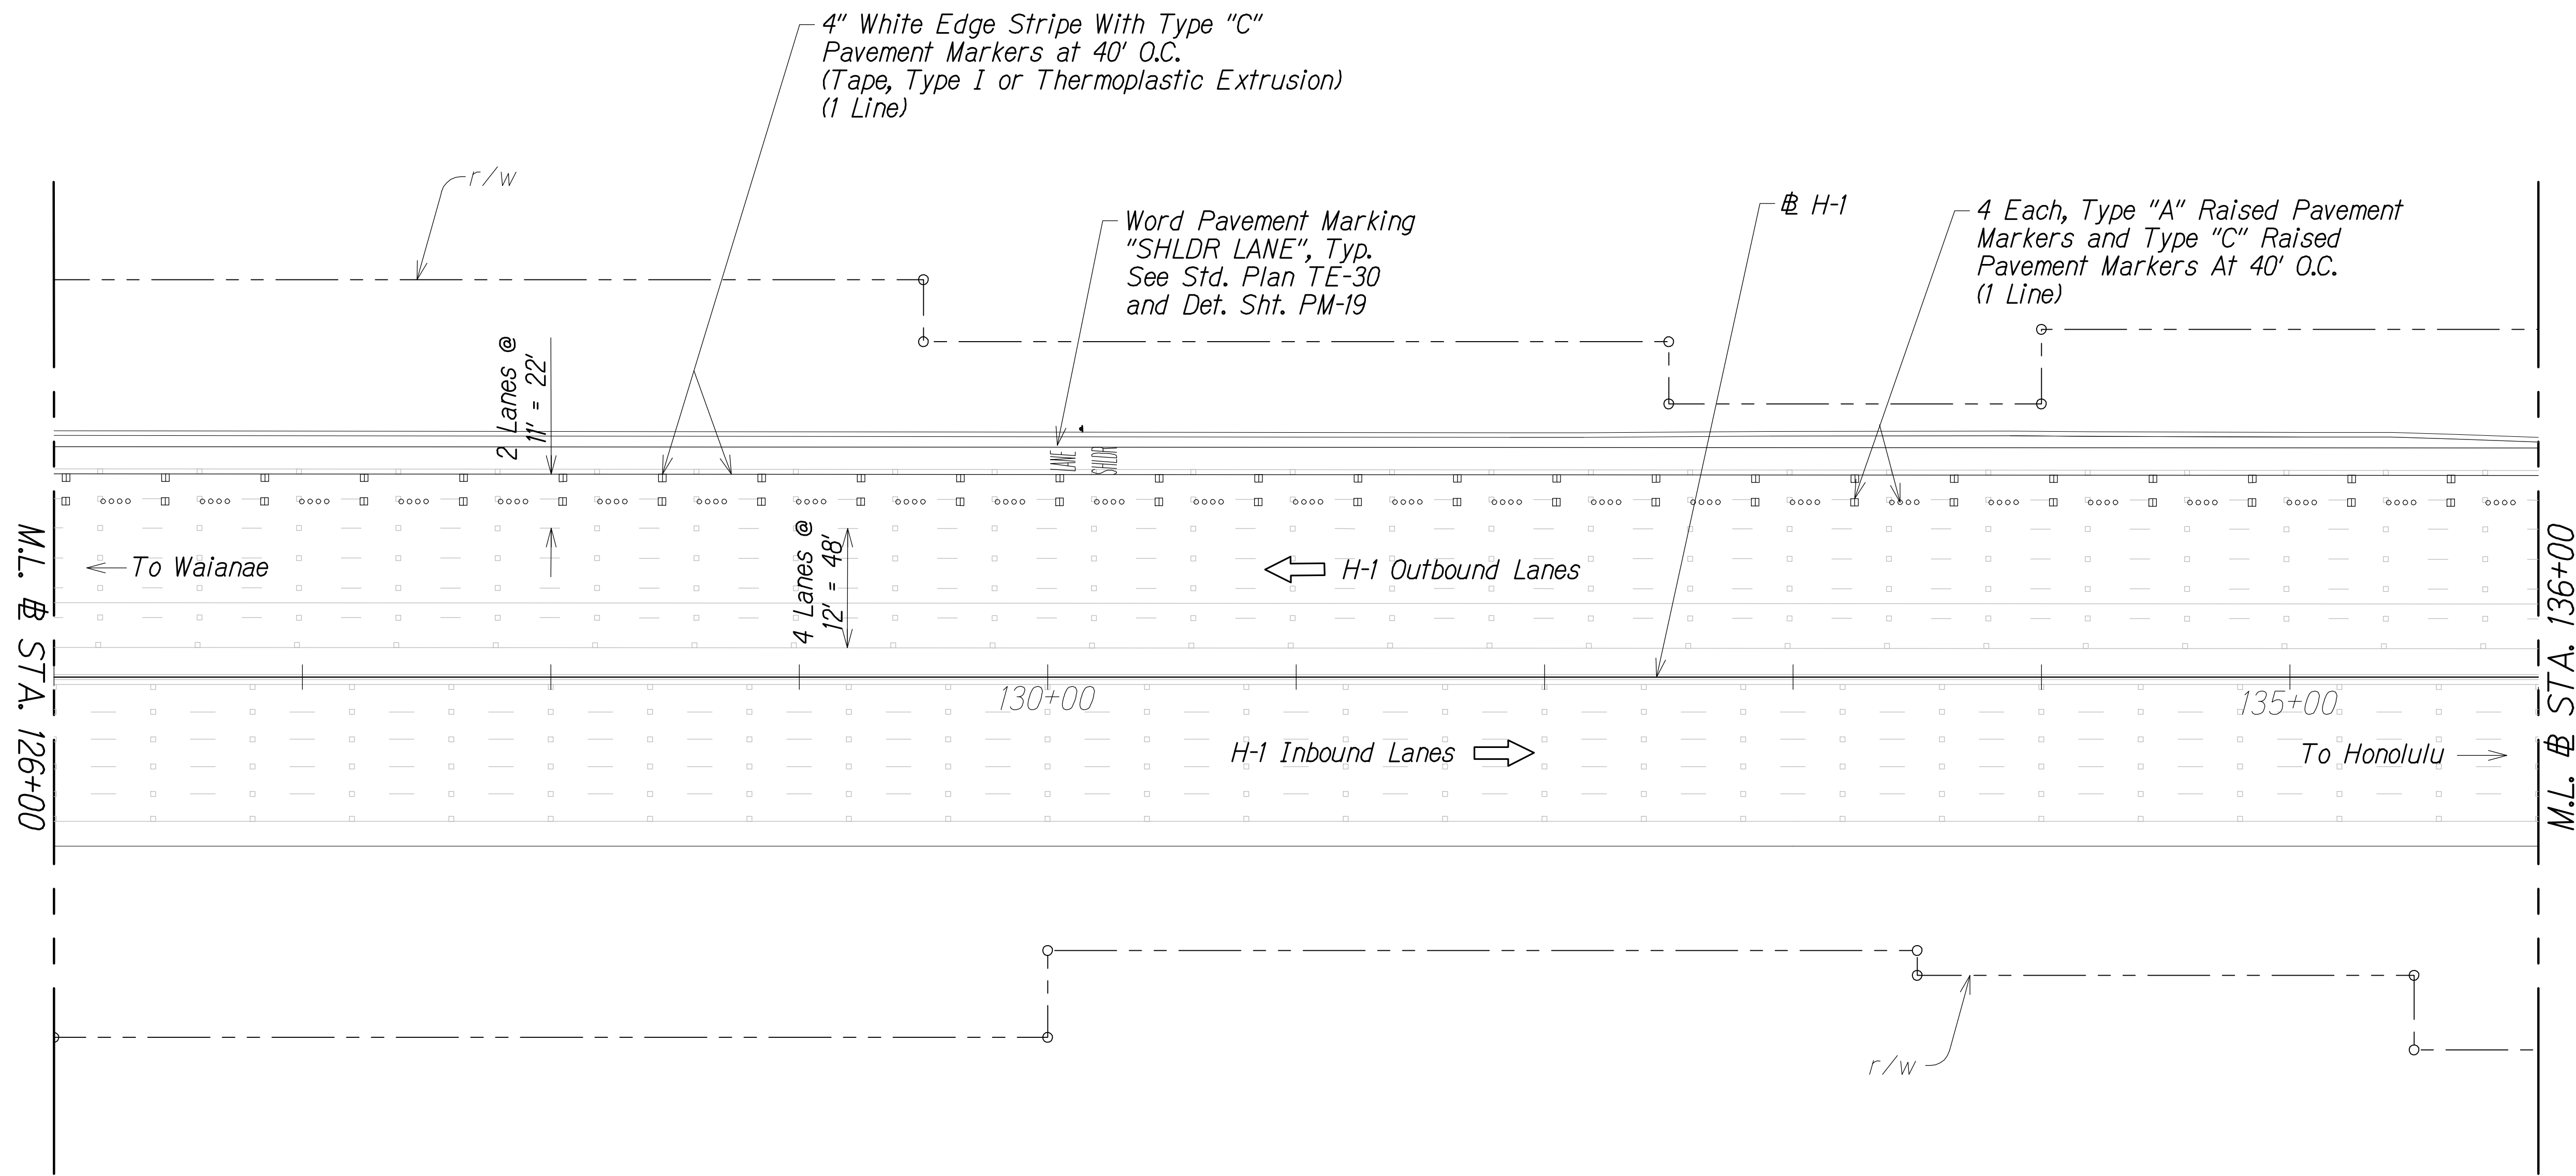 4" White Edge Stripe With Type "C"
Pavement Markers at 40' O.C.
(Tape, Type I or Thermoplastic Extrusion)
(1 Line)
r/w
Word Pavement Marking
"SHLDR LANE", Typ.
See Std. Plan TE-30
and Det. Sht. PM-19
℄ H-1
4 Each, Type "A" Raised Pavement
Markers and Type "C" Raised
Pavement Markers At 40' O.C.
(1 Line)
2 Lanes @
11' = 22'
LANE
SHLDR
4 Lanes @
12' = 48'
To Waianae
H-1 Outbound Lanes
M.L. ℄ STA. 126+00
M.L. ℄ STA. 136+00
130+00
135+00
H-1 Inbound Lanes
To Honolulu
r/w